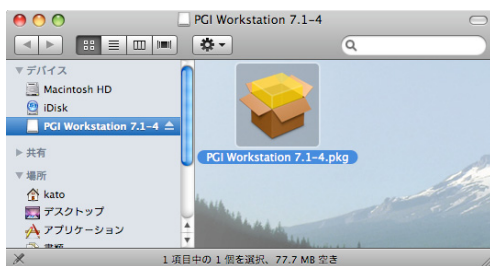 PGI Workstation 7.1-4
デバイス
Macintosh HD
iDisk
PGI Workstation 7.1-4
共有
場所
kato
デスクトップ
アプリケーション
書類
PGI Workstation 7.1-4.pkg
1 項目中の 1 個を選択、77.7 MB 空き